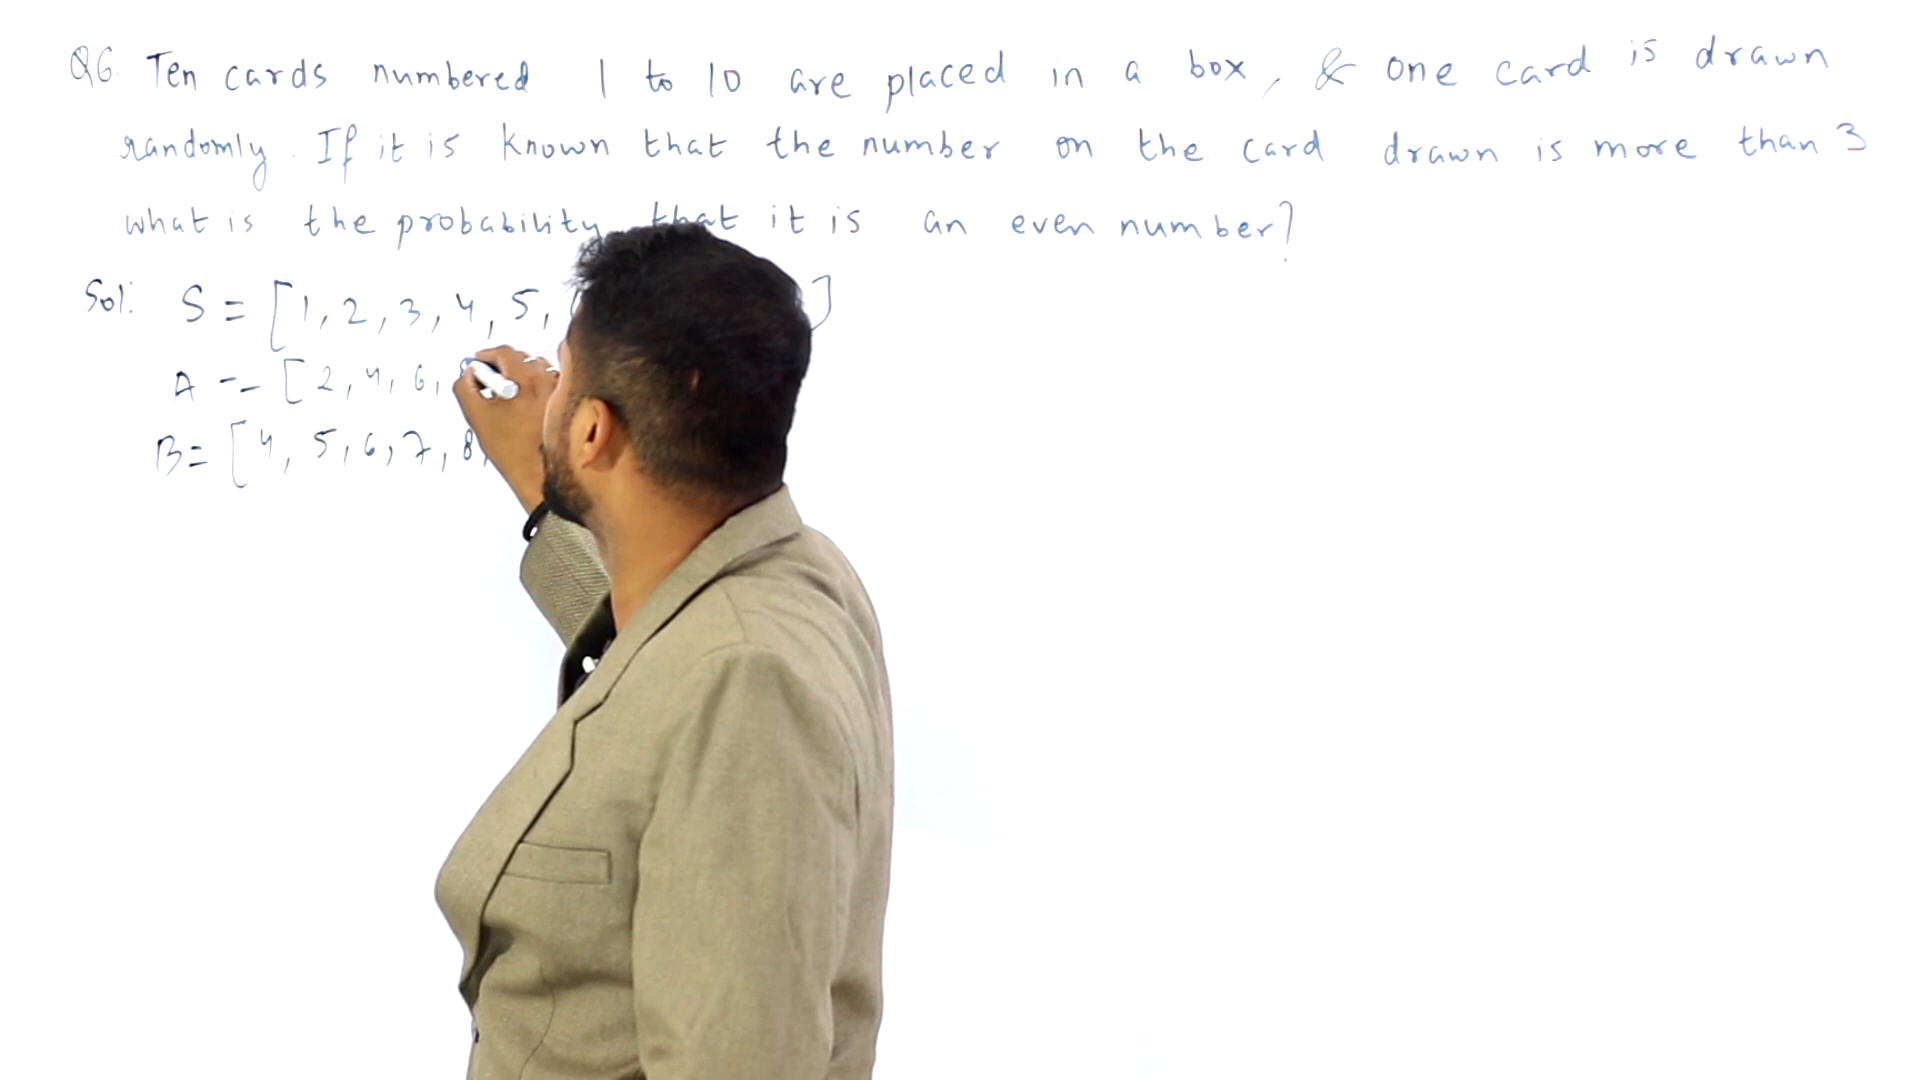 Q6. Ten cards numbered 1 to 10 are placed in a box, & one card is drawn
randomly. If it is known that the number on the card drawn is more than 3
what is the probability that it is an even number?
Sol: S = [1, 2, 3, 4, 5, ]
A = [2, 4, 6,
B = [4, 5, 6, 7, 8,